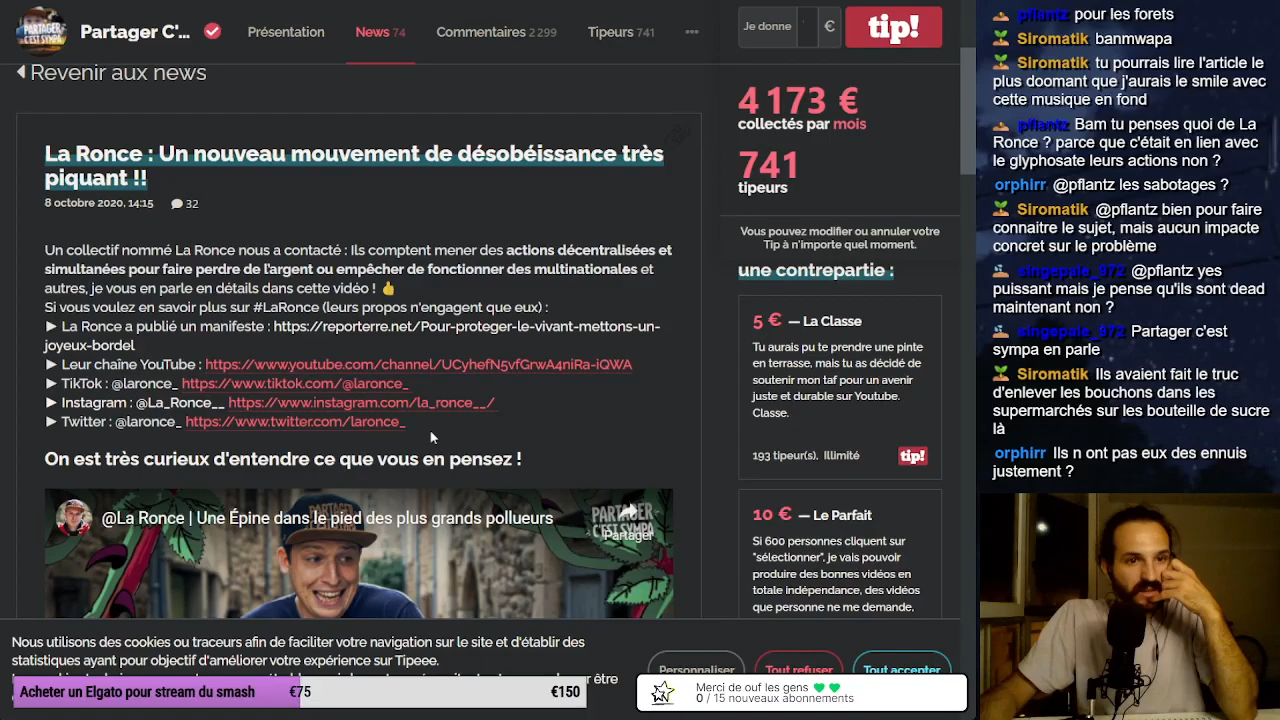 Partager C'...
Présentation
News 74
Commentaires 2 299
Tipeurs 741
Je donne
€
tip!
Revenir aux news
La Ronce : Un nouveau mouvement de désobéissance très
piquant !!
8 octobre 2020, 14:15
32
Un collectif nommé La Ronce nous a contacté : Ils comptent mener des actions décentralisées et
simultanées pour faire perdre de l'argent ou empêcher de fonctionner des multinationales et
autres, je vous en parle en détails dans cette vidéo ! 👍
Si vous voulez en savoir plus sur #LaRonce (leurs propos n'engagent que eux) :
► La Ronce a publié un manifeste : https://reporterre.net/Pour-proteger-le-vivant-mettons-un-
joyeux-bordel
► Leur chaîne YouTube : https://www.youtube.com/channel/UCyhefN5vfGrwA4niRa-iQWA
► TikTok : @laronce_ https://www.tiktok.com/@laronce_
► Instagram : @La_Ronce__ https://www.instagram.com/la_ronce__/
► Twitter : @laronce_ https://www.twitter.com/laronce_
On est très curieux d'entendre ce que vous en pensez !
@La Ronce | Une Épine dans le pied des plus grands pollueurs
Partager
PARTAGER
C'EST SYMPA
4 173 €
collectés par mois
741
tipeurs
Vous pouvez modifier ou annuler votre
Tip à n'importe quel moment.
une contrepartie :
5 € — La Classe
Tu aurais pu te prendre une pinte
en terrasse, mais tu as décidé de
soutenir mon taf pour un avenir
juste et durable sur Youtube.
Classe.
193 tipeur(s). Illimité
tip!
10 € — Le Parfait
Si 600 personnes cliquent sur
"sélectionner", je vais pouvoir
produire des bonnes vidéos en
totale indépendance, des vidéos
que personne ne me demande,
Nous utilisons des cookies ou traceurs afin de faciliter votre navigation sur le site et d'établir des
statistiques ayant pour objectif d'améliorer votre expérience sur Tipeee.
être
Personnaliser
Tout refuser
Tout accepter
Acheter un Elgato pour stream du smash
€75
€150
Merci de ouf les gens 💚 💚
0 / 15 nouveaux abonnements
pflantz pour les forets
Siromatik banmwapa
Siromatik tu pourrais lire l'article le
plus doomant que j'aurais le smile avec
cette musique en fond
pflantz Bam tu penses quoi de La
Ronce ? parce que c'était en lien avec
le glyphosate leurs actions non ?
orphirr @pflantz les sabotages ?
Siromatik @pflantz bien pour faire
connaitre le sujet, mais aucun impacte
concret sur le problème
singepale_972 @pflantz yes
puissant mais je pense qu'ils sont dead
maintenant non ?
singepale_972 Partager c'est
sympa en parle
Siromatik Ils avaient fait le truc
d'enlever les bouchons dans les
supermarchés sur les bouteille de sucre
là
orphirr Ils n ont pas eux des ennuis
justement ?